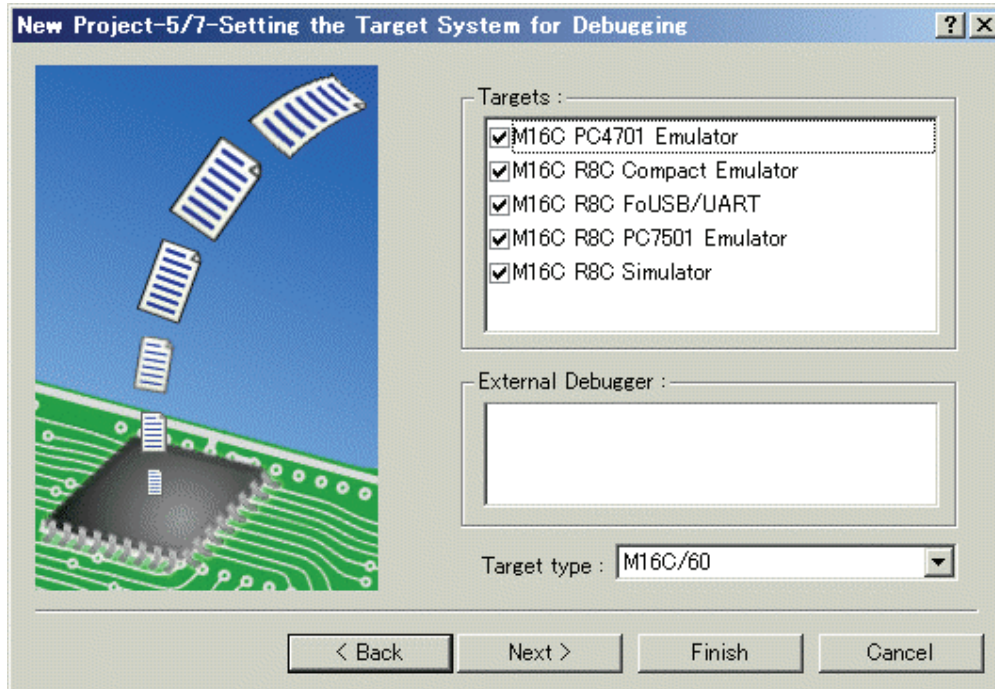 New Project-5/7-Setting the Target System for Debugging
Targets :
M16C PC4701 Emulator
M16C R8C Compact Emulator
M16C R8C FoUSB/UART
M16C R8C PC7501 Emulator
M16C R8C Simulator
External Debugger :
Target type : M16C/60
< Back Next > Finish Cancel